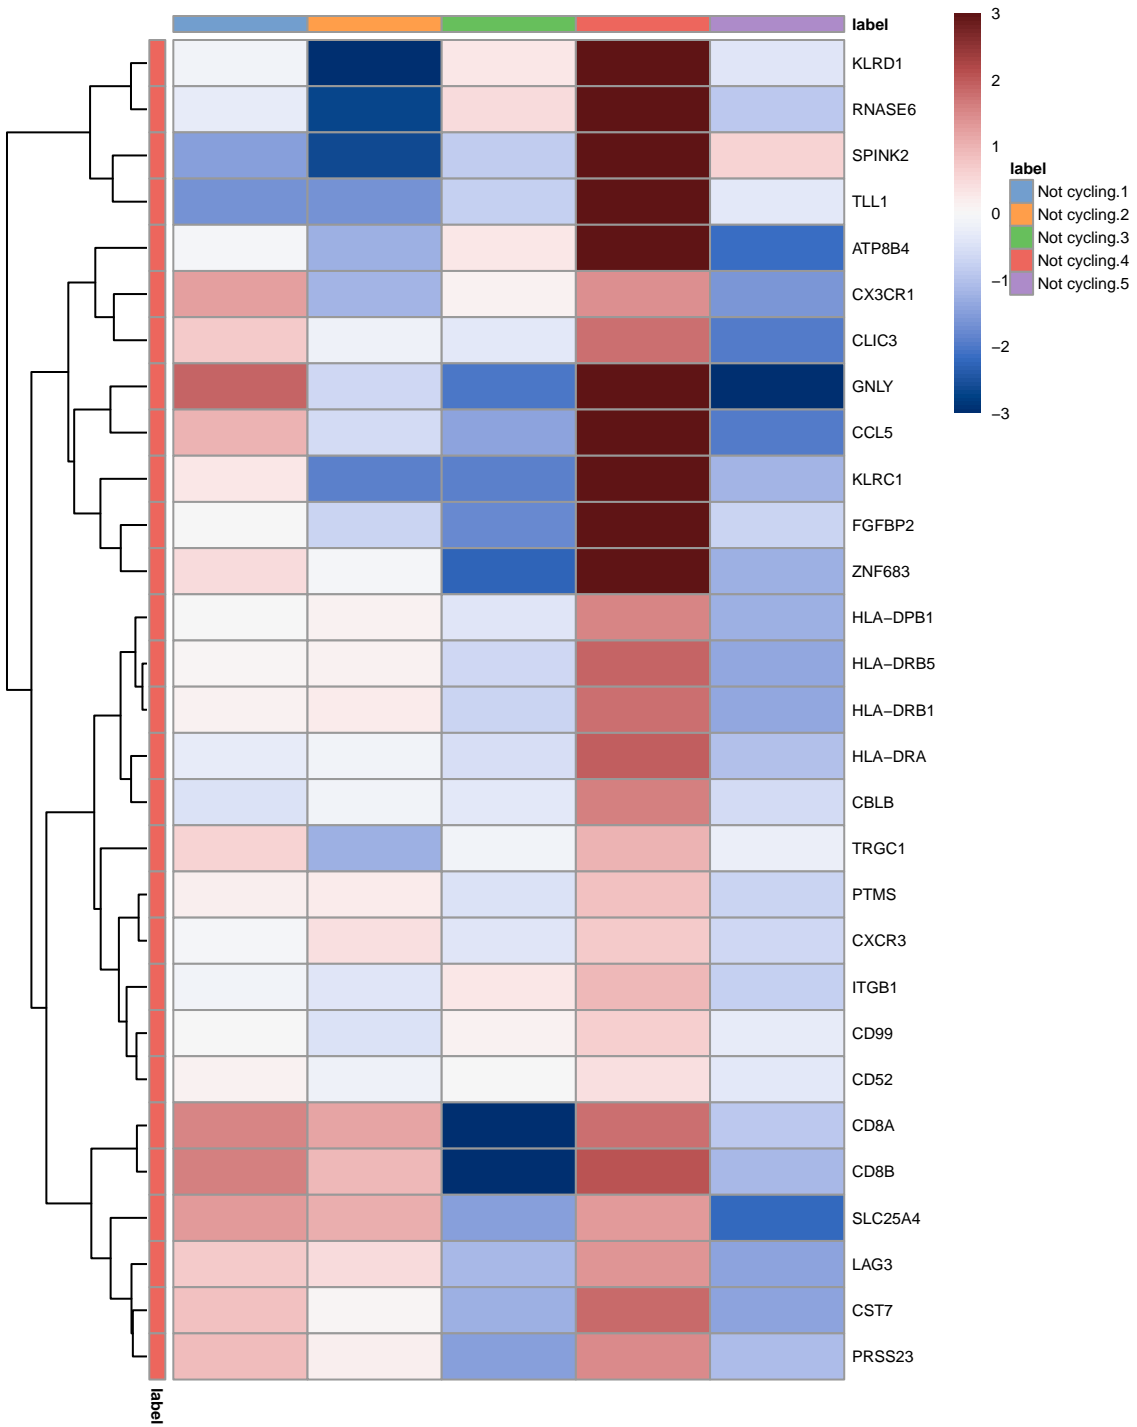 label
KLRD1
RNASE6
SPINK2
TLL1
ATP8B4
CX3CR1
CLIC3
GNLY
CCL5
KLRC1
FGFBP2
ZNF683
HLA−DPB1
HLA−DRB5
HLA−DRB1
HLA−DRA
CBLB
TRGC1
PTMS
CXCR3
ITGB1
CD99
CD52
CD8A
CD8B
SLC25A4
LAG3
CST7
PRSS23
label
3
2
1
0
−1
−2
−3
label
Not cycling.1
Not cycling.2
Not cycling.3
Not cycling.4
Not cycling.5